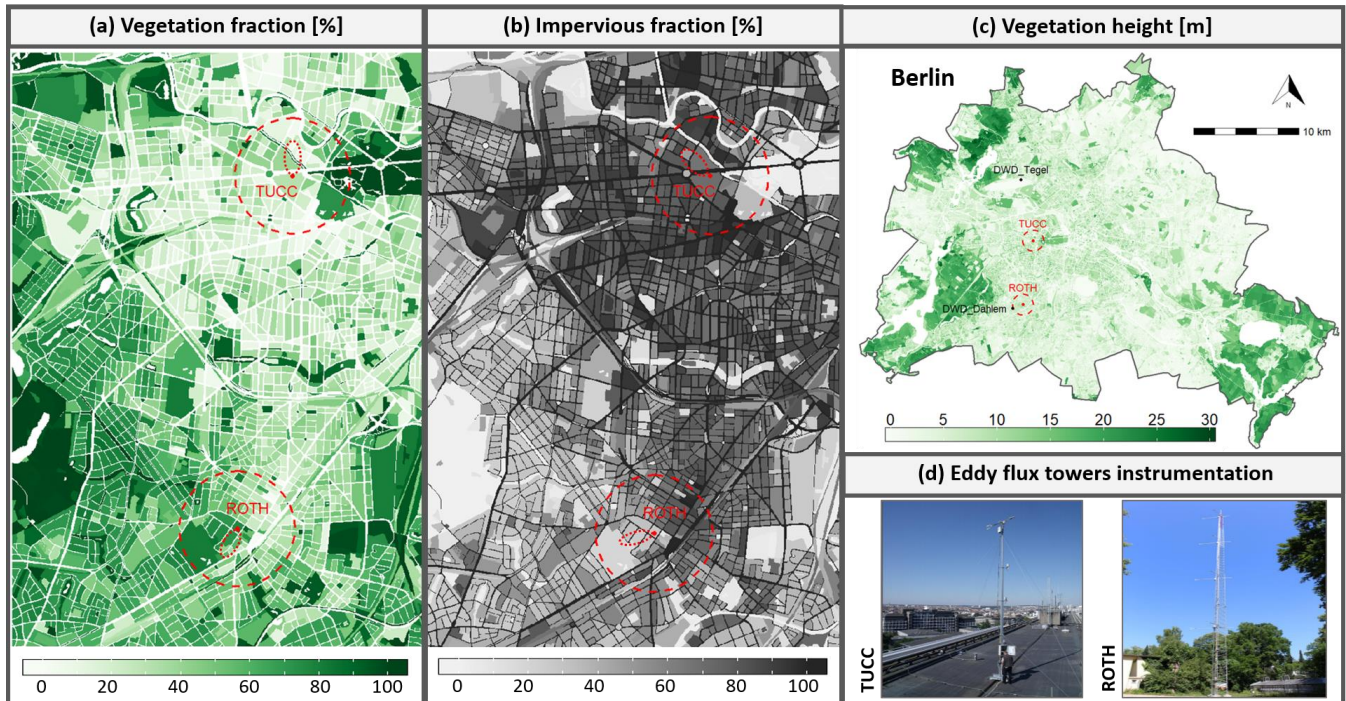 (a) Vegetation fraction [%]
TUCC
ROTH
0 20 40 60 80 100
(b) Impervious fraction [%]
TUCC
ROTH
0 20 40 60 80 100
(c) Vegetation height [m]
Berlin
N
10 km
DWD_Tegel
TUCC
ROTH
DWD_Dahlem
0 5 10 15 20 25 30
(d) Eddy flux towers instrumentation
TUCC
ROTH